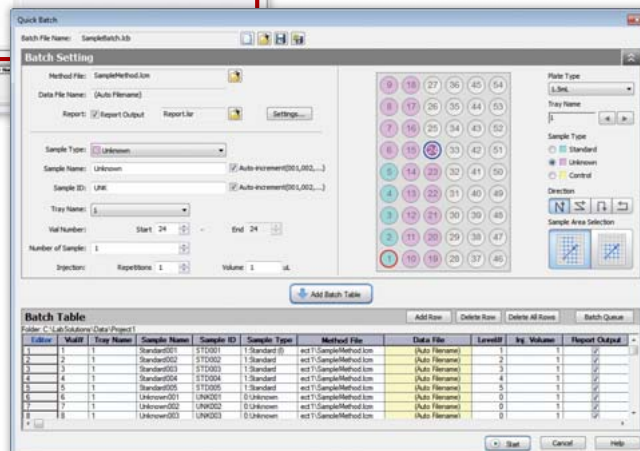 Quick Batch
Batch File Name: SampleBatch.lcb
Batch Setting
Method File: SampleMethod.lcm
Data File Name: (Auto Filename)
Report: Report Output Report.lsr Settings...
Sample Type: Unknown
Sample Name: Unknown Auto-increment(001,002,...)
Sample ID: UNK Auto-increment(001,002,...)
Tray Name: 1
Vial Number: Start 24 - End 24
Number of Sample: 1
Injection: Repetitions 1 Volume 1 uL
9 18 27 36 45 54
8 17 26 35 44 53
7 16 25 34 43 52
6 15 24 33 42 51
5 14 23 32 41 50
4 13 22 31 40 49
3 12 21 30 39 48
2 11 20 29 38 47
1 10 19 28 37 46
Plate Type
1.5mL
Tray Name
1
Sample Type
Standard
Unknown
Control
Direction
Sample Area Selection
Add Batch Table
Batch Table Add Row Delete Row Delete All Rows Batch Queue
Folder: C:\LabSolutions\Data\Project1
Editor Vial# Tray Name Sample Name Sample ID Sample Type Method File Data File Level# Inj. Volume Report Output
1 1 1 Standard001 STD001 1:Standard (I) ect1\SampleMethod.lcm (Auto Filename) 1 1
2 2 1 Standard002 STD002 1:Standard ect1\SampleMethod.lcm (Auto Filename) 2 1
3 3 1 Standard003 STD003 1:Standard ect1\SampleMethod.lcm (Auto Filename) 3 1
4 4 1 Standard004 STD004 1:Standard ect1\SampleMethod.lcm (Auto Filename) 4 1
5 5 1 Standard005 STD005 1:Standard ect1\SampleMethod.lcm (Auto Filename) 5 1
6 6 1 Unknown001 UNK001 0:Unknown ect1\SampleMethod.lcm (Auto Filename) 0 1
7 7 1 Unknown002 UNK002 0:Unknown ect1\SampleMethod.lcm (Auto Filename) 0 1
8 8 1 Unknown003 UNK003 0:Unknown ect1\SampleMethod.lcm (Auto Filename) 0 1
Start Cancel Help